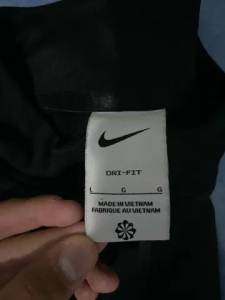 DRI-FIT
L G G
MADE IN VIETNAM
FABRIQUE AU VIETNAM